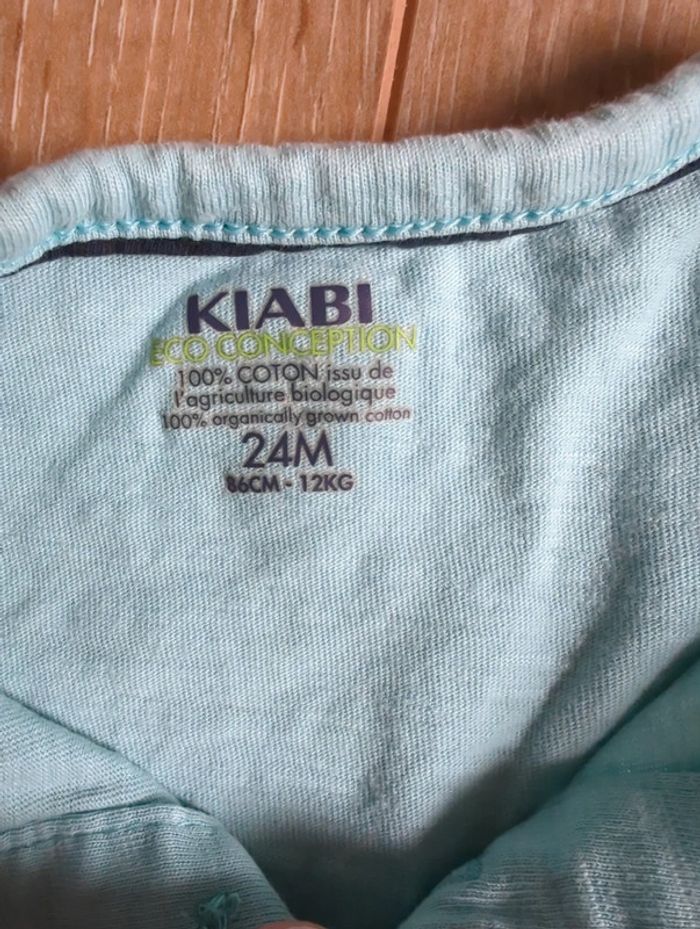 KIABI
ECO CONCEPTION
100% COTON issu de
l'agriculture biologique
100% organically grown cotton
24M
86CM - 12KG